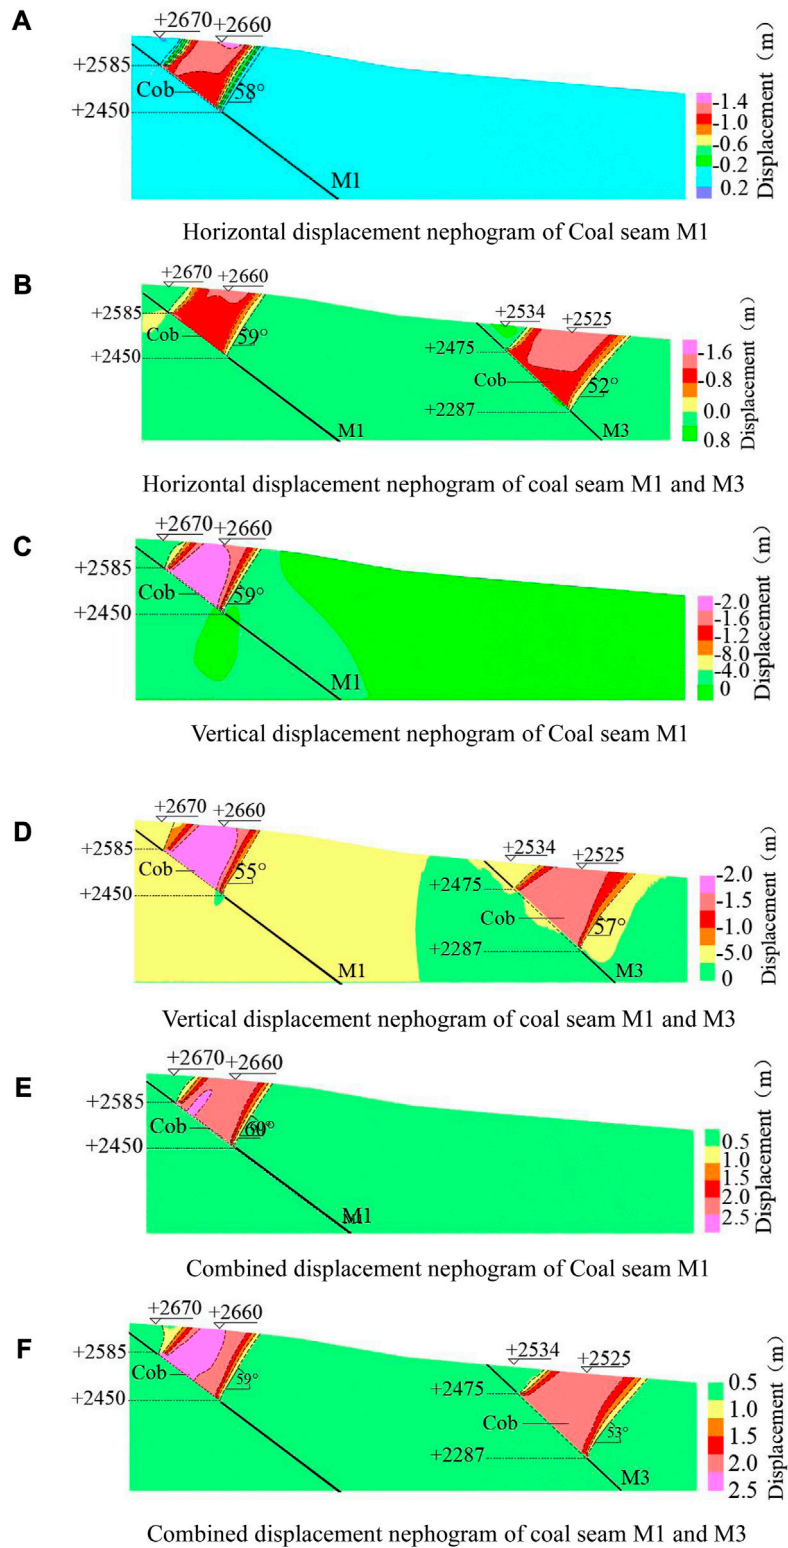 A
+2670 +2660
+2585
Cob
58°
+2450
M1
-1.4
-1.0
-0.6
-0.2
0.2
Displacement (m)
Horizontal displacement nephogram of Coal seam M1
B
+2670 +2660
+2585
Cob
59°
+2450
M1
+2534
+2525
+2475
Cob
52°
+2287
M3
-1.6
-0.8
0.0
0.8
Displacement (m)
Horizontal displacement nephogram of coal seam M1 and M3
C
+2670 +2660
+2585
Cob
59°
+2450
M1
-2.0
-1.6
-1.2
-8.0
-4.0
0
Displacement (m)
Vertical displacement nephogram of Coal seam M1
D
+2670 +2660
+2585
Cob
55°
+2450
M1
+2534
+2525
+2475
Cob
57°
+2287
M3
-2.0
-1.5
-1.0
-5.0
0
Displacement (m)
Vertical displacement nephogram of coal seam M1 and M3
E
+2670 +2660
+2585
Cob
+2450
M1
0.5
1.0
1.5
2.0
2.5
Displacement (m)
Combined displacement nephogram of Coal seam M1
F
+2670 +2660
+2585
Cob
59°
+2450
+2534
+2525
+2475
Cob
53°
+2287
M3
0.5
1.0
1.5
2.0
2.5
Displacement (m)
Combined displacement nephogram of coal seam M1 and M3